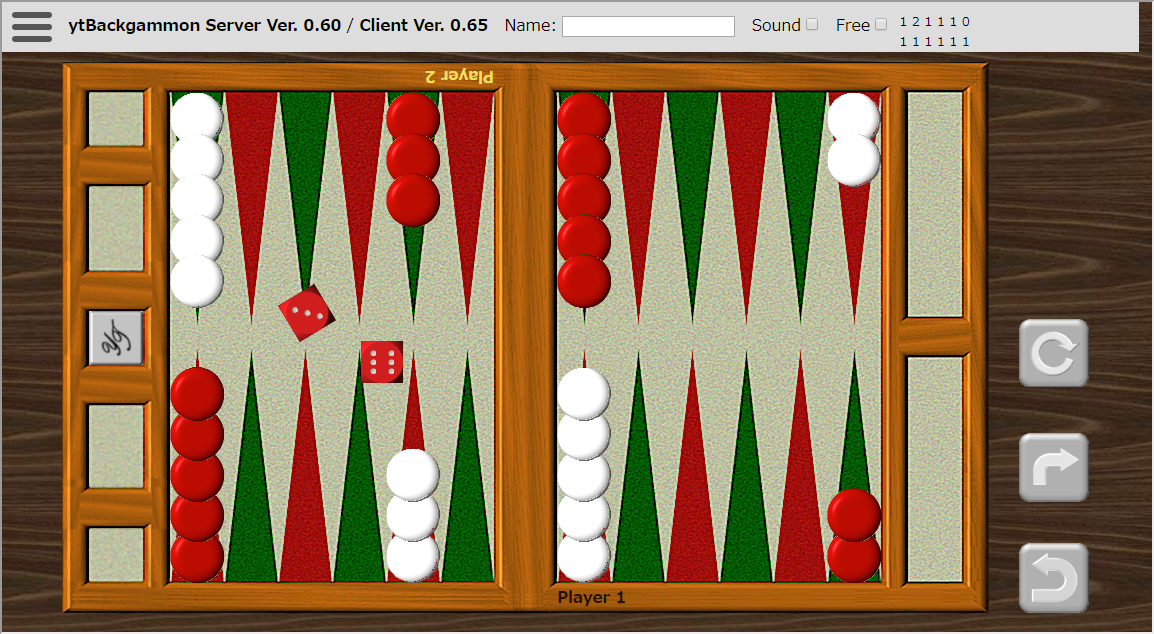 ytBackgammon Server Ver. 0.60 / Client Ver. 0.65 Name: Sound Free 1 2 1 1 1 0
1 1 1 1 1 1
Player 2
Player 1